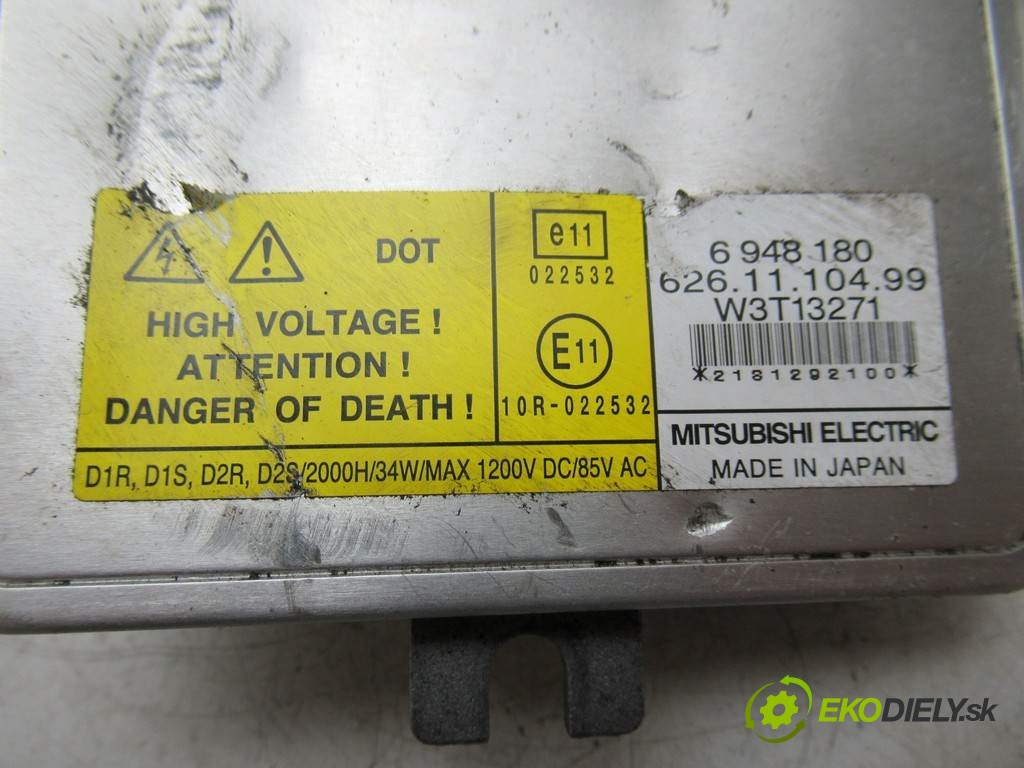 DOT
HIGH VOLTAGE !
ATTENTION !
DANGER OF DEATH !
e11
022532
E11
10R-022532
D1R, D1S, D2R, D2S/2000H/34W/MAX 1200V DC/85V AC
6 948 180
626.11.104.99
W3T13271
*2181292100*
MITSUBISHI ELECTRIC
MADE IN JAPAN
EKODIELY.sk